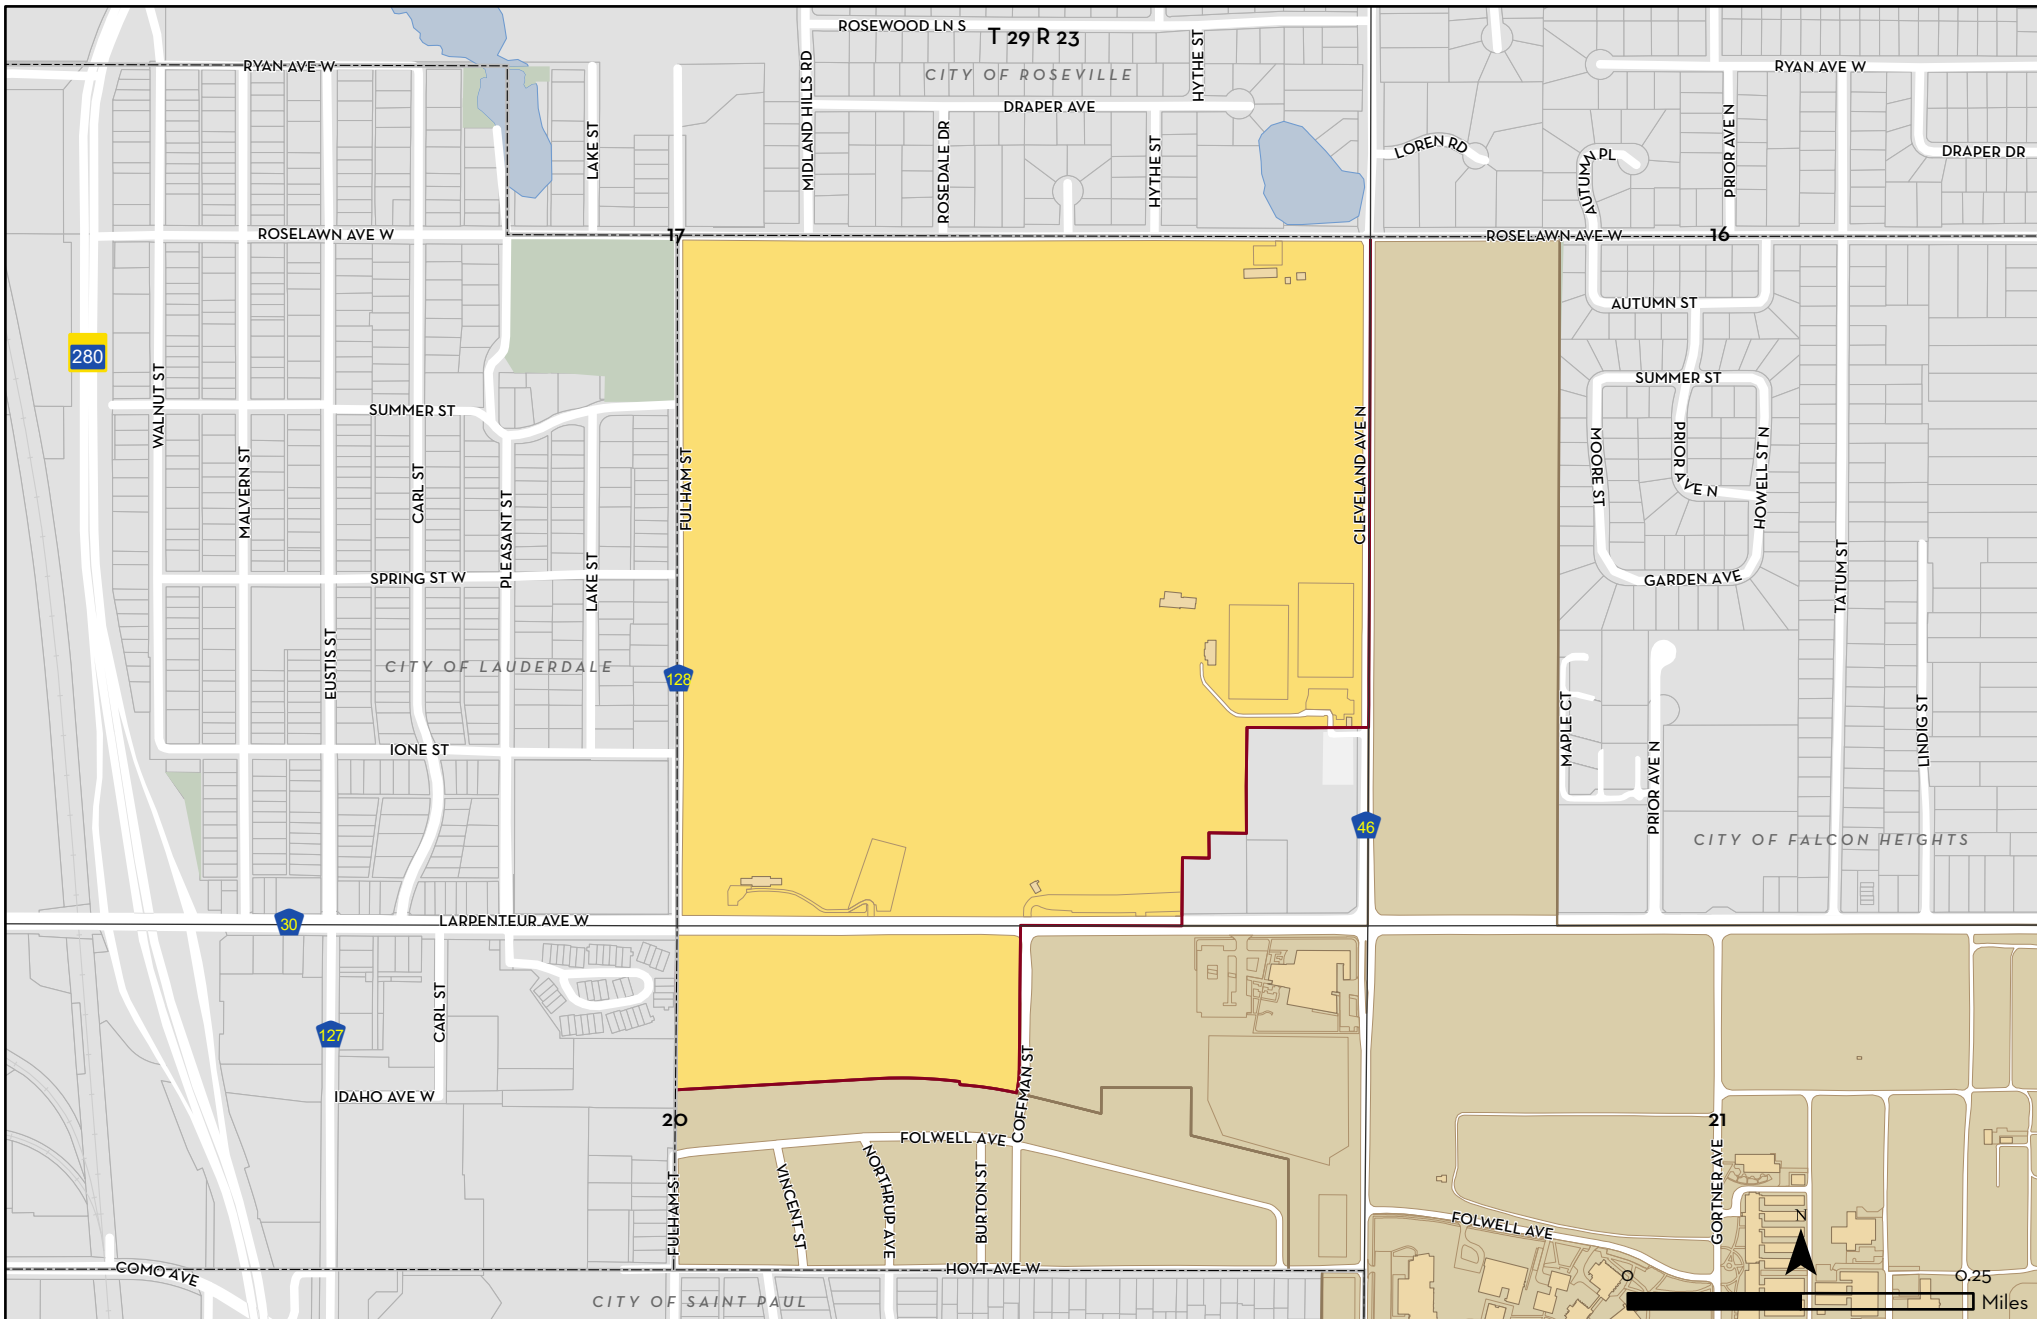 ROSEWOOD LN S
T 29 R 23
HYTHE ST
MIDLAND HILLS RD
CITY OF ROSEVILLE
RYAN AVE W
RYAN AVE W
DRAPER AVE
PRIOR AVE N
LAKE ST
ROSEDALE DR
HYTHE ST
LOREN RD
AUTUMN PL
DRAPER DR
ROSELAWN AVE W
17
ROSELAWN AVE W
16
AUTUMN ST
280
WALNUT ST
SUMMER ST
SUMMER ST
MALVERN ST
CARL ST
PLEASANT ST
FULHAM ST
CLEVELAND AVE N
MOORE ST
PRIOR AVE N
HOWELL ST N
SPRING ST W
LAKE ST
GARDEN AVE
TATUM ST
EUSTIS ST
CITY OF LAUDERDALE
128
MAPLE CT
PRIOR AVE N
LINDIG ST
IONE ST
46
CITY OF FALCON HEIGHTS
30
LARPENTEUR AVE W
127
CARL ST
COFFMAN ST
IDAHO AVE W
20
21
FOLWELL AVE
FULHAM ST
VINCENT ST
NORTHRUP AVE
BURTON ST
GORTNER AVE
FOLWELL AVE
N
COMO AVE
HOYT AVE W
CITY OF SAINT PAUL
0
0.25
Miles